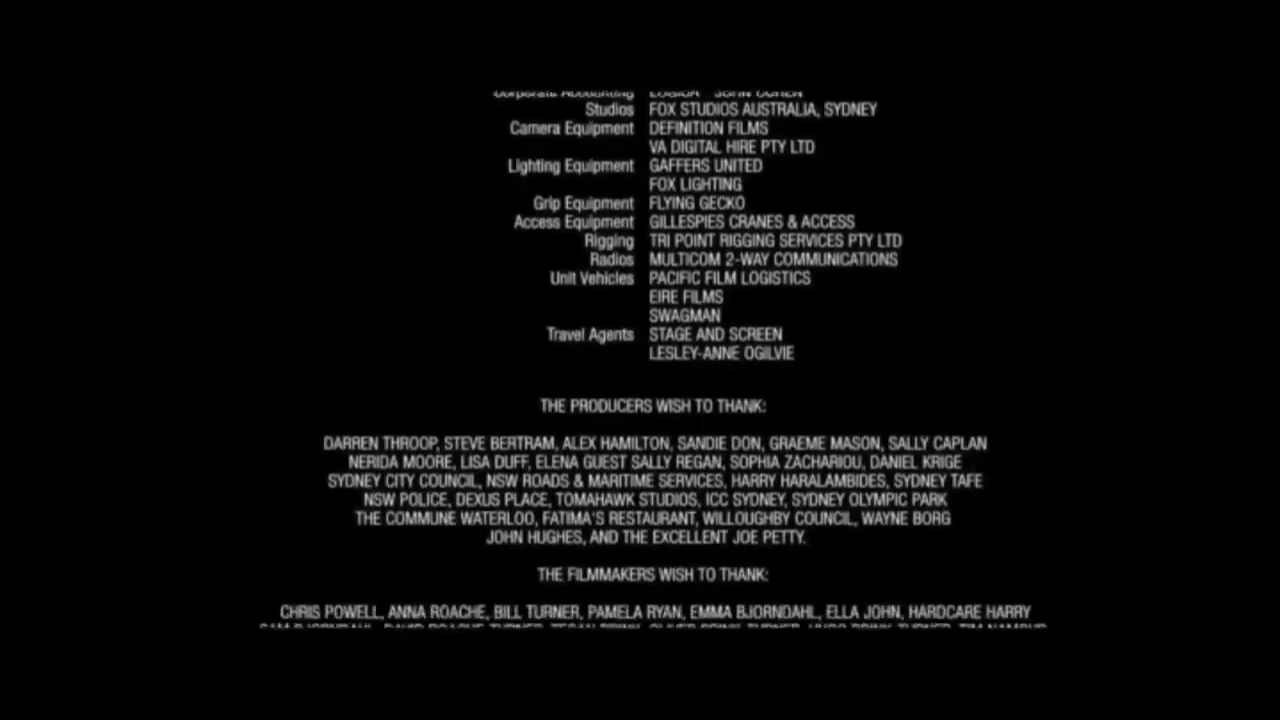 Corporate Accounting
Studios FOX STUDIOS AUSTRALIA, SYDNEY
Camera Equipment DEFINITION FILMS
VA DIGITAL HIRE PTY LTD
Lighting Equipment GAFFERS UNITED
FOX LIGHTING
Grip Equipment FLYING GECKO
Access Equipment GILLESPIES CRANES & ACCESS
Rigging TRI POINT RIGGING SERVICES PTY LTD
Radios MULTICOM 2-WAY COMMUNICATIONS
Unit Vehicles PACIFIC FILM LOGISTICS
EIRE FILMS
SWAGMAN
Travel Agents STAGE AND SCREEN
LESLEY-ANNE OGILVIE
THE PRODUCERS WISH TO THANK:
DARREN THROOP, STEVE BERTRAM, ALEX HAMILTON, SANDIE DON, GRAEME MASON, SALLY CAPLAN
NERIDA MOORE, LISA DUFF, ELENA GUEST SALLY REGAN, SOPHIA ZACHARIOU, DANIEL KRIGE
SYDNEY CITY COUNCIL, NSW ROADS & MARITIME SERVICES, HARRY HARALAMBIDES, SYDNEY TAFE
NSW POLICE, DEXUS PLACE, TOMAHAWK STUDIOS, ICC SYDNEY, SYDNEY OLYMPIC PARK
THE COMMUNE WATERLOO, FATIMA'S RESTAURANT, WILLOUGHBY COUNCIL, WAYNE BORG
JOHN HUGHES, AND THE EXCELLENT JOE PETTY.
THE FILMMAKERS WISH TO THANK:
CHRIS POWELL, ANNA ROACHE, BILL TURNER, PAMELA RYAN, EMMA BJORNDAHL, ELLA JOHN, HARDCARE HARRY